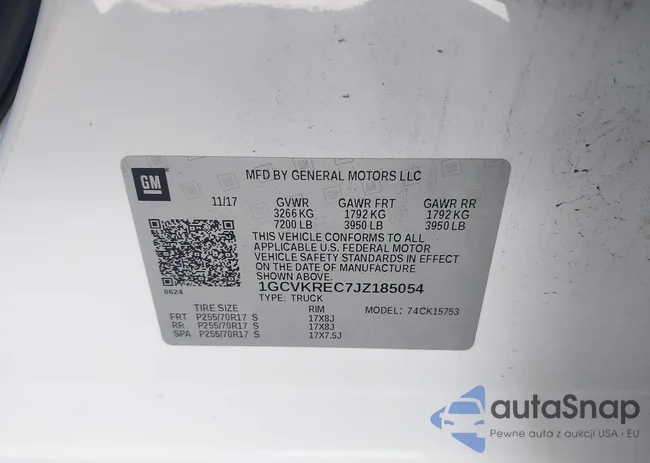 GM
MFD BY GENERAL MOTORS LLC
11/17 GVWR GAWR FRT GAWR RR
3266 KG 1792 KG 1792 KG
7200 LB 3950 LB 3950 LB
THIS VEHICLE CONFORMS TO ALL
APPLICABLE U.S. FEDERAL MOTOR
VEHICLE SAFETY STANDARDS IN
EFFECT ON THE DATE OF MANUFACTURE
SHOWN ABOVE.
8624
1GCVKREC7JZ185054
TYPE: TRUCK
TIRE SIZE RIM MODEL: 74CK15753
FRT P255/70R17 S 17X8J
RR P255/70R17 S 17X8J
SPA P255/70R17 S 17X7.5J
autaSnap
Pewne auta z aukcji USA i EU